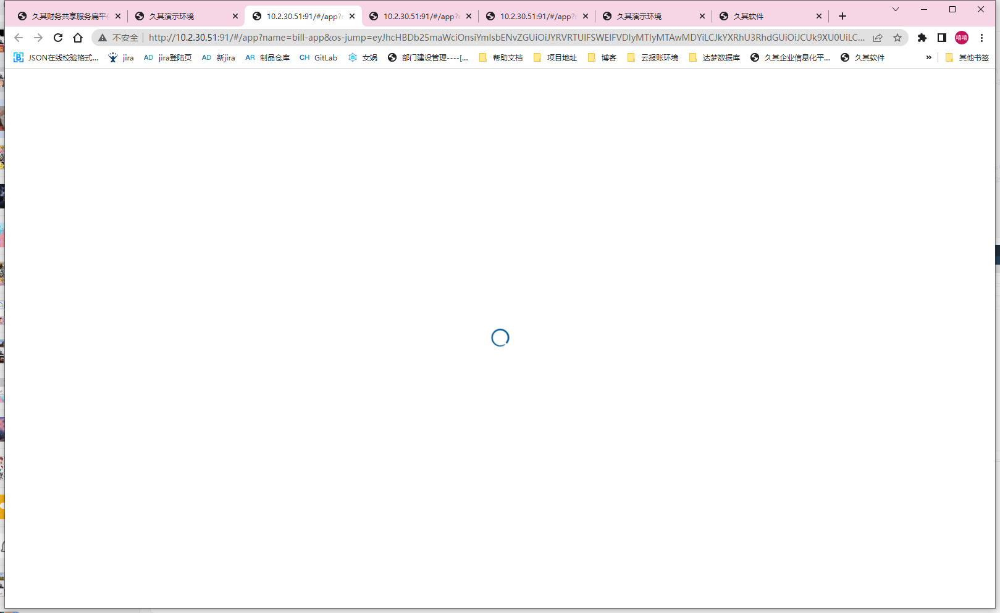 久其财务共享服务扁平化 久其演示环境 10.2.30.51:91/#/app?n 10.2.30.51:91/#/app?n 10.2.30.51:91/#/app?n 久其演示环境 久其软件
不安全 http://10.2.30.51:91/#/app?name=bill-app&os-jump=eyJhcHBDb25maWciOnsiYmlsbENvZGUiOiJYRVRTUlFSWElFVDIyMTIyMTAwMDYiLCJkYXRhU3RhdGUiOiJCUk9XU0UiLC... 嘻嘻
JSON在线校验格式... jira AD jira登陆页 AD 新jira AR 制品仓库 CH GitLab 女娲 部门建设管理----[... 帮助文档 项目地址 博客 云报账环境 达梦数据库 久其企业信息化平... 久其软件 » 其他书签